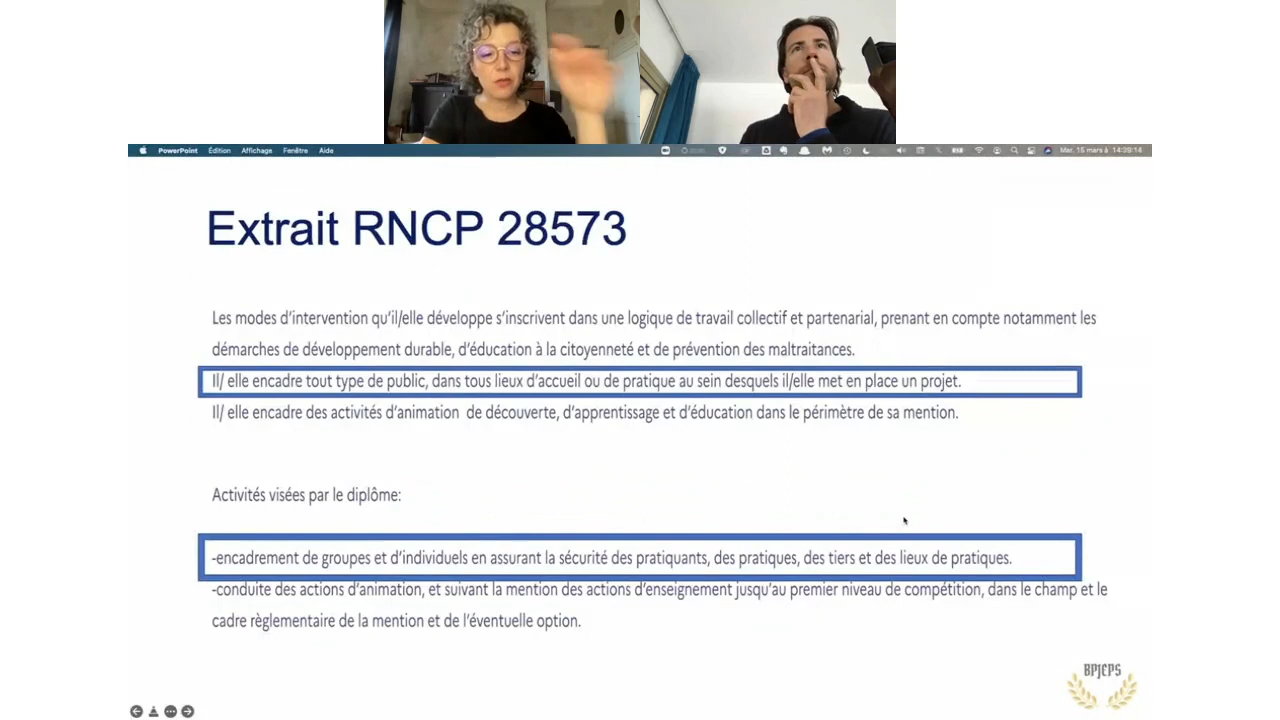 PowerPoint Édition Affichage Fenêtre Aide
Mar. 15 mars à 14:39:14
Extrait RNCP 28573
Les modes d'intervention qu'il/elle développe s'inscrivent dans une logique de travail collectif et partenarial, prenant en compte notamment les
démarches de développement durable, d'éducation à la citoyenneté et de prévention des maltraitances.
Il/ elle encadre tout type de public, dans tous lieux d'accueil ou de pratique au sein desquels il/elle met en place un projet.
Il/ elle encadre des activités d'animation de découverte, d'apprentissage et d'éducation dans le périmètre de sa mention.
Activités visées par le diplôme:
-encadrement de groupes et d'individuels en assurant la sécurité des pratiquants, des pratiques, des tiers et des lieux de pratiques.
-conduite des actions d'animation, et suivant la mention des actions d'enseignement jusqu'au premier niveau de compétition, dans le champ et le
cadre règlementaire de la mention et de l'éventuelle option.
BPJEPS